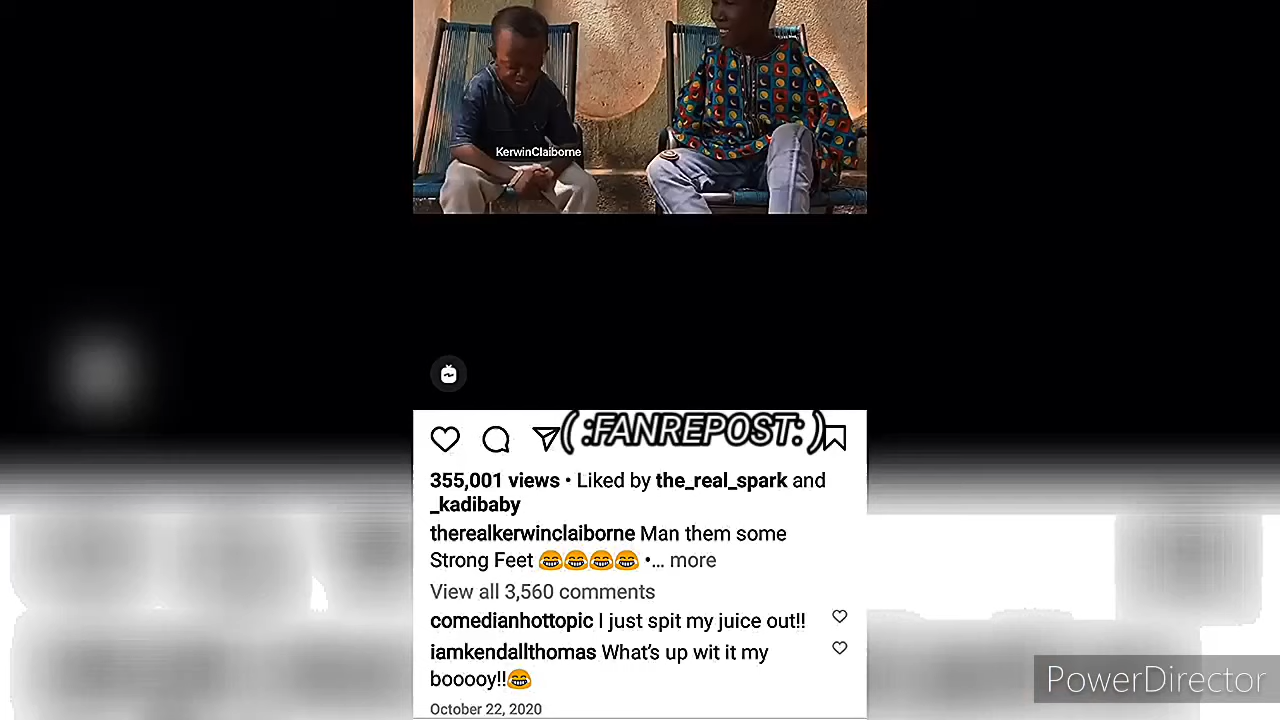 KerwinClaiborne
( :FANREPOST: )
355,001 views • Liked by the_real_spark and
_kadibaby
therealkerwinclaiborne Man them some
Strong Feet 😂😂😂😂 •... more
View all 3,560 comments
comedianhottopic I just spit my juice out!!
iamkendallthomas What's up wit it my
booooy!!😂
October 22, 2020
PowerDirector